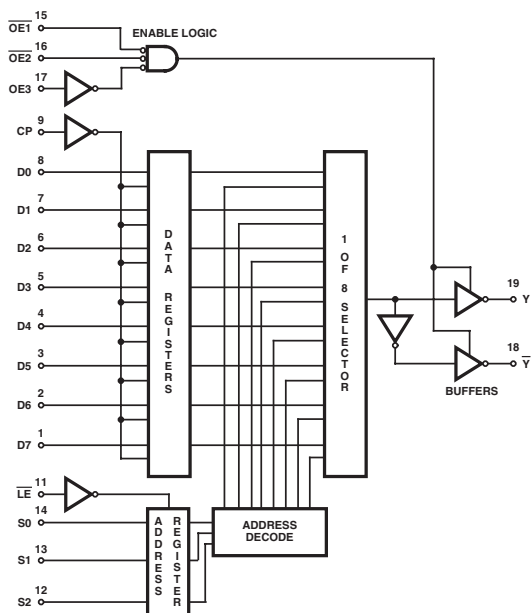 OE1 15
ENABLE LOGIC
OE2 16
OE3 17
CP 9
D0 8
D1 7
D2 6
D3 5
D4 4
D5 3
D6 2
D7 1
DATA REGISTERS
1 OF 8 SELECTOR
19 Y
18 Y
BUFFERS
LE 11
S0 14
S1 13
S2 12
ADDRESS REGISTER
ADDRESS
DECODE